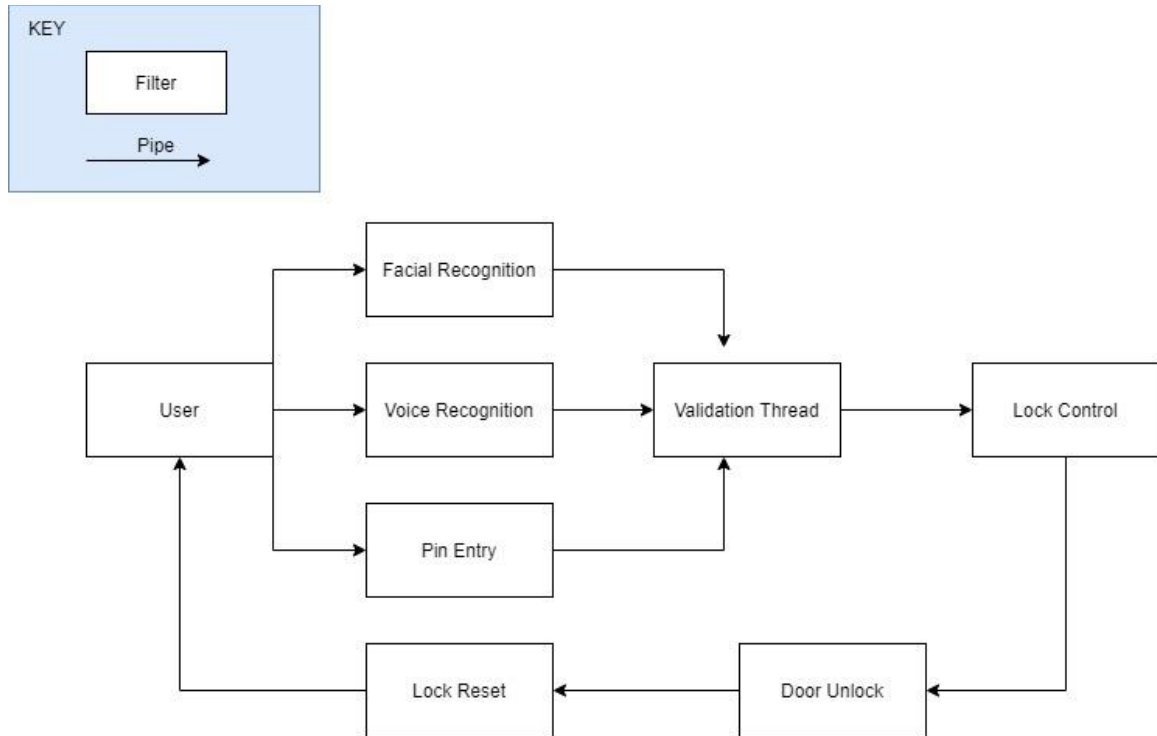 KEY
Filter
Pipe
Facial Recognition
User
Voice Recognition
Validation Thread
Lock Control
Pin Entry
Lock Reset
Door Unlock